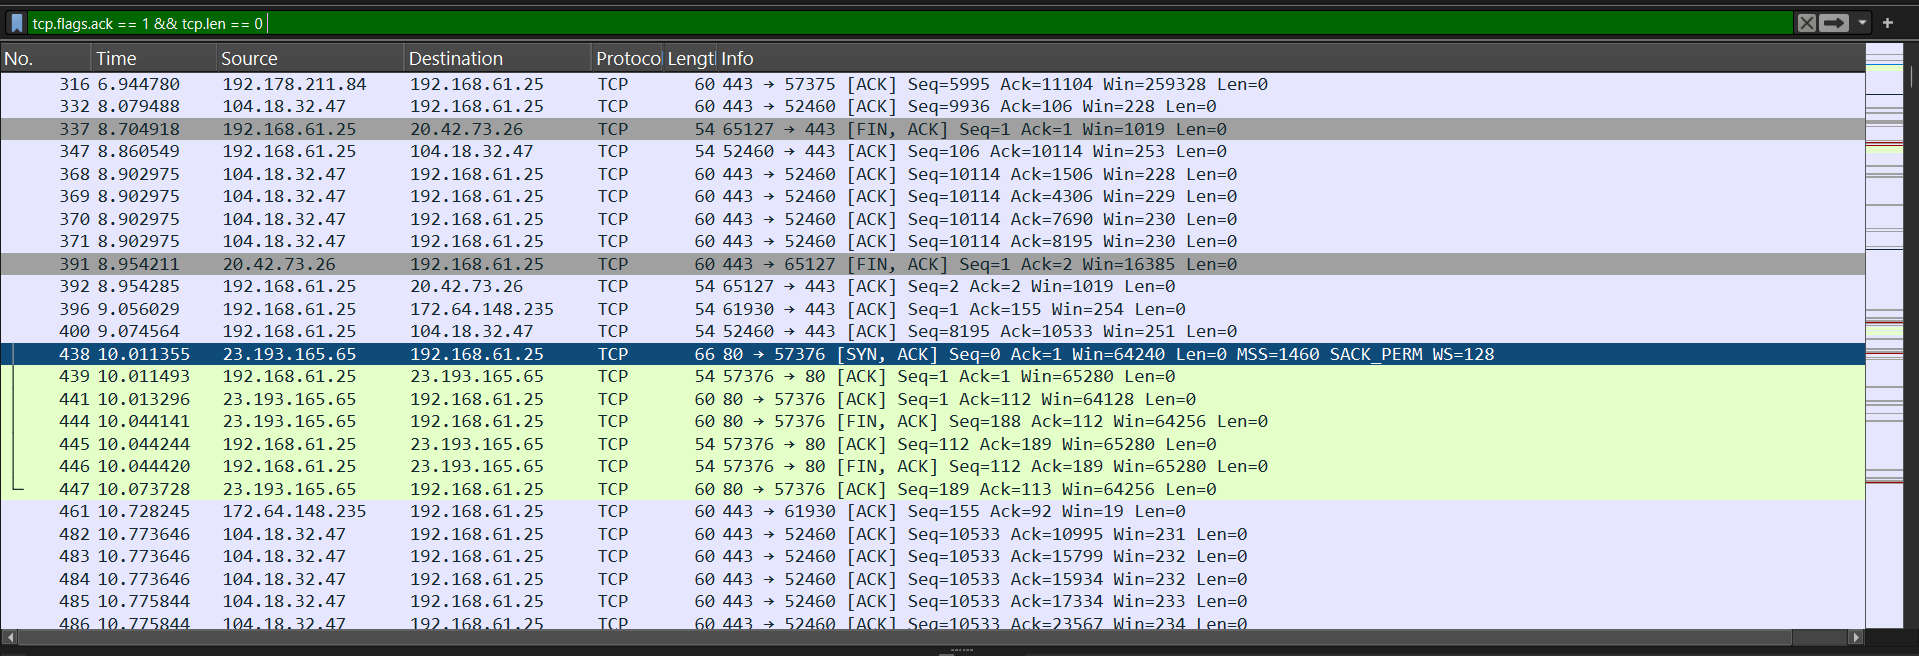 tcp.flags.ack == 1 && tcp.len == 0
No. Time Source Destination Protocol Lengtl Info
316 6.944780 192.178.211.84 192.168.61.25 TCP 60 443 → 57375 [ACK] Seq=5995 Ack=11104 Win=259328 Len=0
332 8.079488 104.18.32.47 192.168.61.25 TCP 60 443 → 52460 [ACK] Seq=9936 Ack=106 Win=228 Len=0
337 8.704918 192.168.61.25 20.42.73.26 TCP 54 65127 → 443 [FIN, ACK] Seq=1 Ack=1 Win=1019 Len=0
347 8.860549 192.168.61.25 104.18.32.47 TCP 54 52460 → 443 [ACK] Seq=106 Ack=10114 Win=253 Len=0
368 8.902975 104.18.32.47 192.168.61.25 TCP 60 443 → 52460 [ACK] Seq=10114 Ack=1506 Win=228 Len=0
369 8.902975 104.18.32.47 192.168.61.25 TCP 60 443 → 52460 [ACK] Seq=10114 Ack=4306 Win=229 Len=0
370 8.902975 104.18.32.47 192.168.61.25 TCP 60 443 → 52460 [ACK] Seq=10114 Ack=7690 Win=230 Len=0
371 8.902975 104.18.32.47 192.168.61.25 TCP 60 443 → 52460 [ACK] Seq=10114 Ack=8195 Win=230 Len=0
391 8.954211 20.42.73.26 192.168.61.25 TCP 60 443 → 65127 [FIN, ACK] Seq=1 Ack=2 Win=16385 Len=0
392 8.954285 192.168.61.25 20.42.73.26 TCP 54 65127 → 443 [ACK] Seq=2 Ack=2 Win=1019 Len=0
396 9.056029 192.168.61.25 172.64.148.235 TCP 54 61930 → 443 [ACK] Seq=1 Ack=155 Win=254 Len=0
400 9.074564 192.168.61.25 104.18.32.47 TCP 54 52460 → 443 [ACK] Seq=8195 Ack=10533 Win=251 Len=0
438 10.011355 23.193.165.65 192.168.61.25 TCP 66 80 → 57376 [SYN, ACK] Seq=0 Ack=1 Win=64240 Len=0 MSS=1460 SACK_PERM WS=128
439 10.011493 192.168.61.25 23.193.165.65 TCP 54 57376 → 80 [ACK] Seq=1 Ack=1 Win=65280 Len=0
441 10.013296 23.193.165.65 192.168.61.25 TCP 60 80 → 57376 [ACK] Seq=1 Ack=112 Win=64128 Len=0
444 10.044141 23.193.165.65 192.168.61.25 TCP 60 80 → 57376 [FIN, ACK] Seq=188 Ack=112 Win=64256 Len=0
445 10.044244 192.168.61.25 23.193.165.65 TCP 54 57376 → 80 [ACK] Seq=112 Ack=189 Win=65280 Len=0
446 10.044420 192.168.61.25 23.193.165.65 TCP 54 57376 → 80 [FIN, ACK] Seq=112 Ack=189 Win=65280 Len=0
447 10.073728 23.193.165.65 192.168.61.25 TCP 60 80 → 57376 [ACK] Seq=189 Ack=113 Win=64256 Len=0
461 10.728245 172.64.148.235 192.168.61.25 TCP 60 443 → 61930 [ACK] Seq=155 Ack=92 Win=19 Len=0
482 10.773646 104.18.32.47 192.168.61.25 TCP 60 443 → 52460 [ACK] Seq=10533 Ack=10995 Win=231 Len=0
483 10.773646 104.18.32.47 192.168.61.25 TCP 60 443 → 52460 [ACK] Seq=10533 Ack=15799 Win=232 Len=0
484 10.773646 104.18.32.47 192.168.61.25 TCP 60 443 → 52460 [ACK] Seq=10533 Ack=15934 Win=232 Len=0
485 10.775844 104.18.32.47 192.168.61.25 TCP 60 443 → 52460 [ACK] Seq=10533 Ack=17334 Win=233 Len=0
486 10.775844 104.18.32.47 192.168.61.25 TCP 60 443 → 52460 [ACK] Seq=10533 Ack=23567 Win=234 Len=0